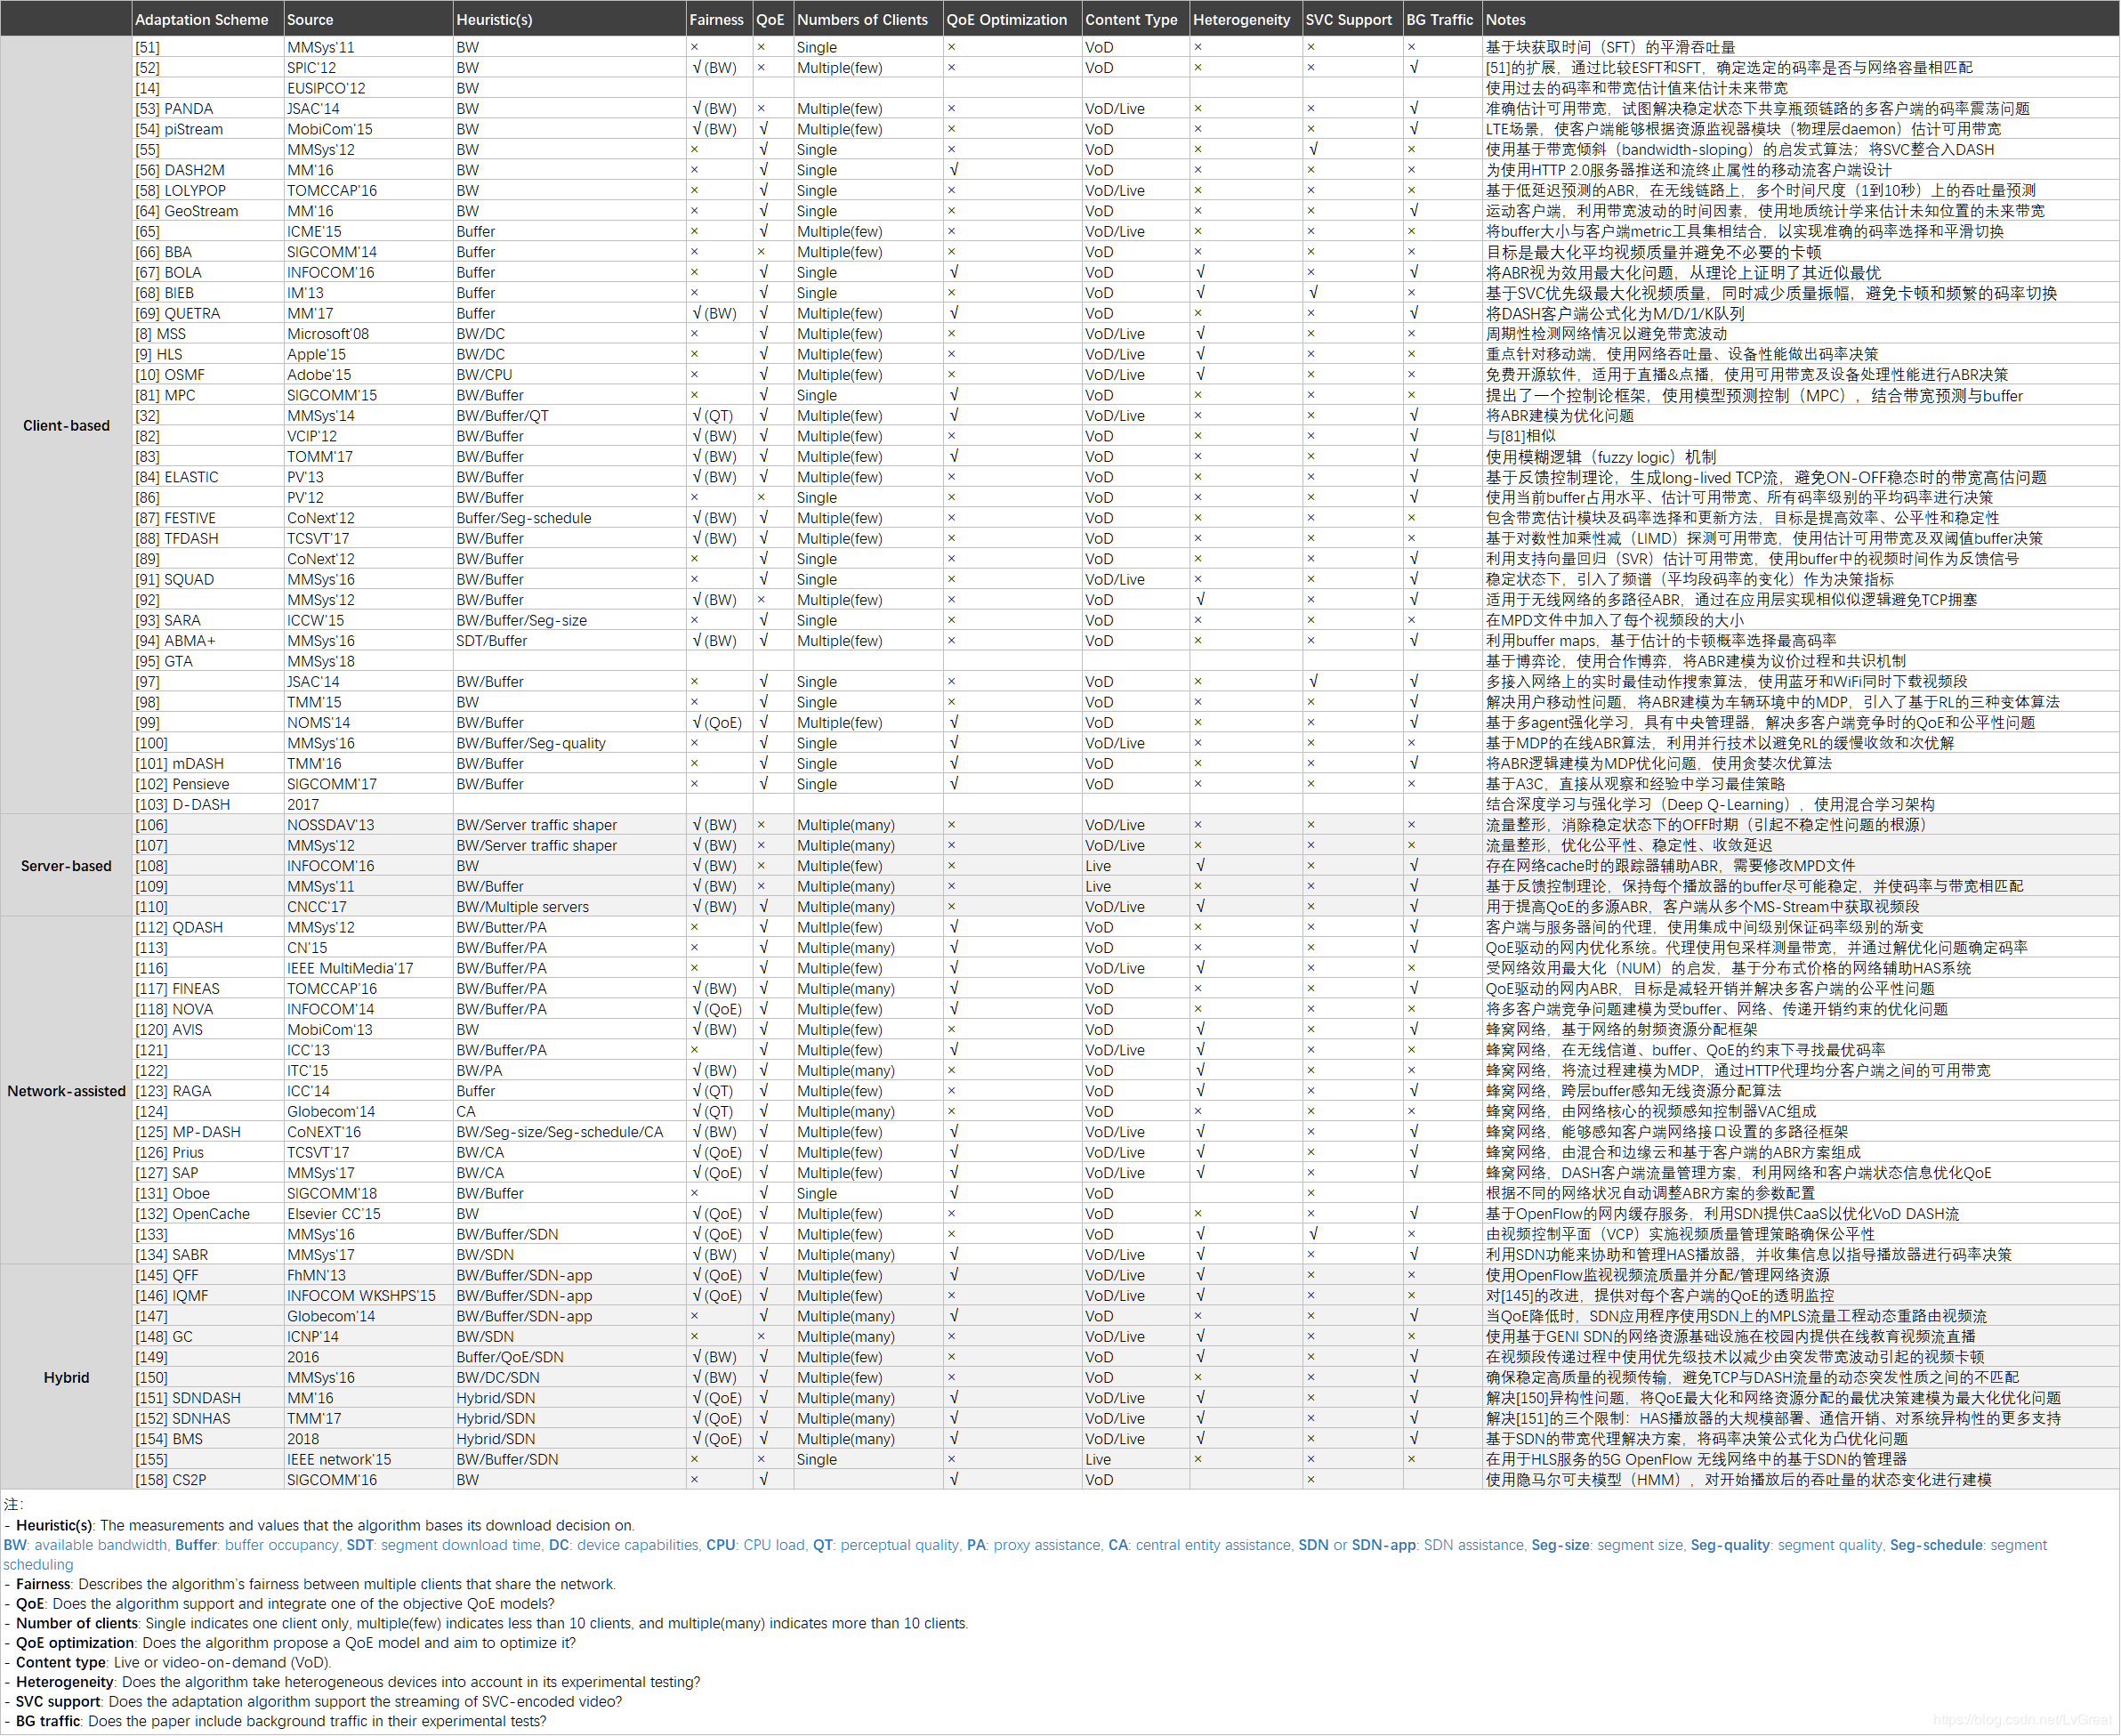 Adaptation Scheme Source Heuristic(s) Fairness QoE Numbers of Clients QoE Optimization Content Type Heterogeneity SVC Support BG Traffic Notes
Client-based
[51] MMSys'11 BW × × Single × VoD × × × 基于块获取时间（SFT）的平滑吞吐量
[52] SPIC'12 BW √(BW) × Multiple(few) × VoD × × √ [51]的扩展，通过比较ESFT和SFT，确定选定的码率是否与网络容量相匹配
[14] EUSIPCO'12 BW 使用过去的码率和带宽估计值来估计未来带宽
[53] PANDA JSAC'14 BW √(BW) × Multiple(few) × VoD/Live × × √ 准确估计可用带宽，试图解决稳定状态下共享瓶颈链路的多客户端的码率震荡问题
[54] piStream MobiCom'15 BW √(BW) √ Multiple(few) × VoD × × √ LTE场景，使客户端能够根据资源监视器模块（物理层daemon）估计可用带宽
[55] MMSys'12 BW × √ Single × VoD × √ × 使用基于带宽倾斜（bandwidth-sloping）的启发式算法；将SVC整合入DASH
[56] DASH2M MM'16 BW × √ Single √ VoD × × × 为使用HTTP 2.0服务器推送和流终止属性的移动流客户端设计
[58] LOLYPOP TOMCCAP'16 BW × √ Single × VoD/Live × × × 基于低延迟预测的ABR，在无线链路上，多个时间尺度（1到10秒）上的吞吐量预测
[64] GeoStream MM'16 BW × √ Single × VoD × × √ 运动客户端，利用带宽波动的时间因素，使用地质统计学来估计未知位置的未来带宽
[65] ICME'15 Buffer × √ Multiple(few) × VoD/Live × × × 将buffer大小与客户端metric工具集相结合，以实现准确的码率选择和平滑切换
[66] BBA SIGCOMM'14 Buffer × × Multiple(few) × VoD × × × 目标是最大化平均视频质量并避免不必要的卡顿
[67] BOLA INFOCOM'16 Buffer × √ Single √ VoD √ × √ 将ABR视为效用最大化问题，从理论上证明了其近似最优
[68] BIEB IM'13 Buffer × √ Single × VoD √ √ × 基于SVC优先级最大化视频质量，同时减少质量振幅，避免卡顿和频繁的码率切换
[69] QUETRA MM'17 Buffer √(BW) √ Multiple(few) √ VoD × × √ 将DASH客户端公式化为M/D/1/K队列
[8] MSS Microsoft'08 BW/DC × √ Multiple(few) × VoD/Live √ × × 周期性检测网络情况以避免带宽波动
[9] HLS Apple'15 BW/DC × √ Multiple(few) × VoD/Live √ × × 重点针对移动端，使用网络吞吐量、设备性能做出码率决策
[10] OSMF Adobe'15 BW/CPU × √ Multiple(few) × VoD/Live √ × × 免费开源软件，适用于直播&点播，使用可用带宽及设备处理性能进行ABR决策
[81] MPC SIGCOMM'15 BW/Buffer × √ Single √ VoD × × × 提出了一个控制论框架，使用模型预测控制（MPC），结合带宽预测与buffer
[32] MMSys'14 BW/Buffer/QT √(QT) √ Multiple(few) √ VoD/Live × × √ 将ABR建模为优化问题
[82] VCIP'12 BW/Buffer √(BW) √ Multiple(few) × VoD × × √ 与[81]相似
[83] TOMM'17 BW/Buffer √(BW) √ Multiple(few) √ VoD × × √ 使用模糊逻辑（fuzzy logic）机制
[84] ELASTIC PV'13 BW/Buffer √(BW) √ Multiple(few) × VoD × × √ 基于反馈控制理论，生成long-lived TCP流，避免ON-OFF稳态时的带宽高估问题
[86] PV'12 BW/Buffer × × Single × VoD × × √ 使用当前buffer占用水平、估计可用带宽、所有码率级别的平均码率进行决策
[87] FESTIVE CoNext'12 Buffer/Seg-schedule √(BW) √ Multiple(few) × VoD × × × 包含带宽估计模块及码率选择和更新方法，目标是提高效率、公平性和稳定性
[88] TFDASH TCSVT'17 BW/Buffer √(BW) √ Multiple(few) × VoD × × × 基于对数性加乘性减（LIMD）探测可用带宽，使用估计可用带宽及双阈值buffer决策
[89] CoNext'12 BW/Buffer × √ Single × VoD × × √ 利用支持向量回归（SVR）估计可用带宽，使用buffer中的视频时间作为反馈信号
[91] SQUAD MMSys'16 BW/Buffer × √ Single × VoD/Live × × √ 稳定状态下，引入了频谱（平均段码率的变化）作为决策指标
[92] MMSys'12 BW/Buffer √(BW) × Multiple(few) × VoD √ × √ 适用于无线网络的多路径ABR，通过在应用层实现相似似逻辑避免TCP拥塞
[93] SARA ICCW'15 BW/Buffer/Seg-size × √ Single × VoD × × × 在MPD文件中加入了每个视频段的大小
[94] ABMA+ MMSys'16 SDT/Buffer √(BW) √ Multiple(few) × VoD × × √ 利用buffer maps，基于估计的卡顿概率选择最高码率
[95] GTA MMSys'18 基于博弈论，使用合作博弈，将ABR建模为议价过程和共识机制
[97] JSAC'14 BW/Buffer × √ Single × VoD × √ √ 多接入网络上的实时最佳动作搜索算法，使用蓝牙和WiFi同时下载视频段
[98] TMM'15 BW × √ Single × VoD × × √ 解决用户移动性问题，将ABR建模为车辆环境中的MDP，引入了基于RL的三种变体算法
[99] NOMS'14 BW/Buffer √(QoE) √ Multiple(few) √ VoD × × √ 基于多agent强化学习，具有中央管理器，解决多客户端竞争时的QoE和公平性问题
[100] MMSys'16 BW/Buffer/Seg-quality × √ Single √ VoD/Live × × × 基于MDP的在线ABR算法，利用并行技术以避免RL的缓慢收敛和次优解
[101] mDASH TMM'16 BW/Buffer × √ Single √ VoD × × √ 将ABR逻辑建模为MDP优化问题，使用贪婪次优算法
[102] Pensieve SIGCOMM'17 BW/Buffer × √ Single √ VoD × × × 基于A3C，直接从观察和经验中学习最佳策略
[103] D-DASH 2017 结合深度学习与强化学习（Deep Q-Learning），使用混合学习架构
Server-based
[106] NOSSDAV'13 BW/Server traffic shaper √(BW) × Multiple(many) × VoD/Live × × × 流量整形，消除稳定状态下的OFF时期（引起不稳定性问题的根源）
[107] MMSys'12 BW/Server traffic shaper √(BW) × Multiple(many) × VoD/Live × × × 流量整形，优化公平性、稳定性、收敛延迟
[108] INFOCOM'16 BW √(BW) × Multiple(few) × Live √ × √ 存在网络cache时的跟踪器辅助ABR，需要修改MPD文件
[109] MMSys'11 BW/Buffer √(BW) × Multiple(many) × Live × × √ 基于反馈控制理论，保持每个播放器的buffer尽可能稳定，并使码率与带宽相匹配
[110] CNCC'17 BW/Multiple servers √(BW) √ Multiple(many) × VoD/Live √ × √ 用于提高QoE的多源ABR，客户端从多个MS-Stream中获取视频段
Network-assisted
[112] QDASH MMSys'12 BW/Butter/PA × √ Multiple(few) √ VoD × × √ 客户端与服务器间的代理，使用集成中间级别保证码率级别的渐变
[113] CN'15 BW/Buffer/PA × √ Multiple(many) √ VoD × × √ QoE驱动的网内优化系统。代理使用包采样测量带宽，并通过解优化问题确定码率
[116] IEEE MultiMedia'17 BW/Buffer/PA × √ Multiple(few) √ VoD/Live √ × × 受网络效用最大化（NUM）的启发，基于分布式价格的网络辅助HAS系统
[117] FINEAS TOMCCAP'16 BW/Buffer/PA √(BW) √ Multiple(many) √ VoD × × √ QoE驱动的网内ABR，目标是减轻开销并解决多客户端的公平性问题
[118] NOVA INFOCOM'14 BW/Buffer/PA √(QoE) √ Multiple(few) √ VoD × × × 将多客户端竞争问题建模为受buffer、网络、传递开销约束的优化问题
[120] AVIS MobiCom'13 BW √(BW) √ Multiple(few) × VoD √ × √ 蜂窝网络，基于网络的射频资源分配框架
[121] ICC'13 BW/Buffer/PA × √ Multiple(few) √ VoD/Live √ × × 蜂窝网络，在无线信道、buffer、QoE的约束下寻找最优码率
[122] ITC'15 BW/PA √(BW) √ Multiple(few) × VoD √ × × 蜂窝网络，将流过程建模为MDP，通过HTTP代理均分客户端之间的可用带宽
[123] RAGA ICC'14 Buffer √(QT) √ Multiple(few) × VoD √ × √ 蜂窝网络，跨层buffer感知无线资源分配算法
[124] Globecom'14 CA √(QT) √ Multiple(many) × VoD × × × 蜂窝网络，由网络核心的视频感知控制器VAC组成
[125] MP-DASH CoNEXT'16 BW/Seg-size/Seg-schedule/CA √(BW) √ Multiple(few) √ VoD/Live √ × √ 蜂窝网络，能够感知客户端网络接口设置的多路径框架
[126] Prius TCSVT'17 BW/CA √(QoE) √ Multiple(few) √ VoD/Live √ × √ 蜂窝网络，由混合和边缘云和基于客户端的ABR方案组成
[127] SAP MMSys'17 BW/CA √(QoE) √ Multiple(few) √ VoD/Live √ × √ 蜂窝网络，DASH客户端流量管理方案，利用网络和客户端状态信息优化QoE
[131] Oboe SIGCOMM'18 BW/Buffer × √ Single √ VoD × 根据不同的网络状况自动调整ABR方案的参数配置
[132] OpenCache Elsevier CC'15 BW √(QoE) √ Multiple(few) × VoD × × √ 基于OpenFlow的网内缓存服务，利用SDN提供CaaS以优化VoD DASH流
[133] MMSys'16 BW/Buffer/SDN √(QoE) √ Multiple(few) × VoD √ √ × 由视频控制平面（VCP）实施视频质量管理策略确保公平性
[134] SABR MMSys'17 BW/SDN √(BW) √ Multiple(many) × VoD/Live √ × √ 利用SDN功能来协助和管理HAS播放器，并收集信息以指导播放器进行码率决策
Hybrid
[145] QFF FhMN'13 BW/Buffer/SDN-app √(QoE) √ Multiple(few) √ VoD/Live √ × × 使用OpenFlow监视视频流质量并分配/管理网络资源
[146] IQMF INFOCOM WKSHPS'15 BW/Buffer/SDN-app √(QoE) √ Multiple(few) × VoD/Live √ × × 对[145]的改进，提供对每个客户端的QoE的透明监控
[147] Globecom'14 BW/Buffer/SDN-app × √ Multiple(many) × VoD × × √ 当QoE降低时，SDN应用程序使用SDN上的MPLS流量工程动态重路由视频流
[148] GC ICNP'14 BW/SDN × × Multiple(many) × VoD/Live √ × × 使用基于GENI SDN的网络资源基础设施在校园内提供在线教育视频流直播
[149] 2016 Buffer/QoE/SDN √(BW) √ Multiple(few) × VoD √ × √ 在视频段传递过程中使用优先级技术以减少由突发带宽波动引起的视频卡顿
[150] MMSys'16 BW/DC/SDN √(BW) √ Multiple(few) × VoD × × √ 确保稳定高质量的视频传输，避免TCP与DASH流量的动态突发性质之间的不匹配
[151] SDNDASH MM'16 Hybrid/SDN √(QoE) √ Multiple(many) √ VoD/Live √ × √ 解决[150]异构性问题，将QoE最大化和网络资源分配的最优决策建模为最大化优化问题
[152] SDNHAS TMM'17 Hybrid/SDN √(QoE) √ Multiple(many) √ VoD/Live √ × √ 解决[151]的三个限制：HAS播放器的大规模部署、通信开销、对系统异构性的更多支持
[154] BMS 2018 Hybrid/SDN √(QoE) √ Multiple(many) √ VoD/Live √ × √ 基于SDN的带宽代理解决方案，将码率决策公式化为凸优化问题
[155] IEEE network'15 BW/Buffer/SDN × × Single × Live × × × 在用于HLS服务的5G OpenFlow 无线网络中的基于SDN的管理器
[158] CS2P SIGCOMM'16 BW × √ √ VoD × 使用隐马尔可夫模型（HMM），对开始播放后的吞吐量的状态变化进行建模
注：
- Heuristic(s): The measurements and values that the algorithm bases its download decision on.
BW: available bandwidth, Buffer: buffer occupancy, SDT: segment download time, DC: device capabilities, CPU: CPU load, QT: perceptual quality, PA: proxy assistance, CA: central entity assistance, SDN or SDN-app: SDN assistance, Seg-size: segment size, Seg-quality: segment quality, Seg-schedule: segment
scheduling
- Fairness: Describes the algorithm's fairness between multiple clients that share the network.
- QoE: Does the algorithm support and integrate one of the objective QoE models?
- Number of clients: Single indicates one client only, multiple(few) indicates less than 10 clients, and multiple(many) indicates more than 10 clients.
- QoE optimization: Does the algorithm propose a QoE model and aim to optimize it?
- Content type: Live or video-on-demand (VoD).
- Heterogeneity: Does the algorithm take heterogeneous devices into account in its experimental testing?
- SVC support: Does the adaptation algorithm support the streaming of SVC-encoded video?
- BG traffic: Does the paper include background traffic in their experimental tests?
https://blog.csdn.net/LvGreat